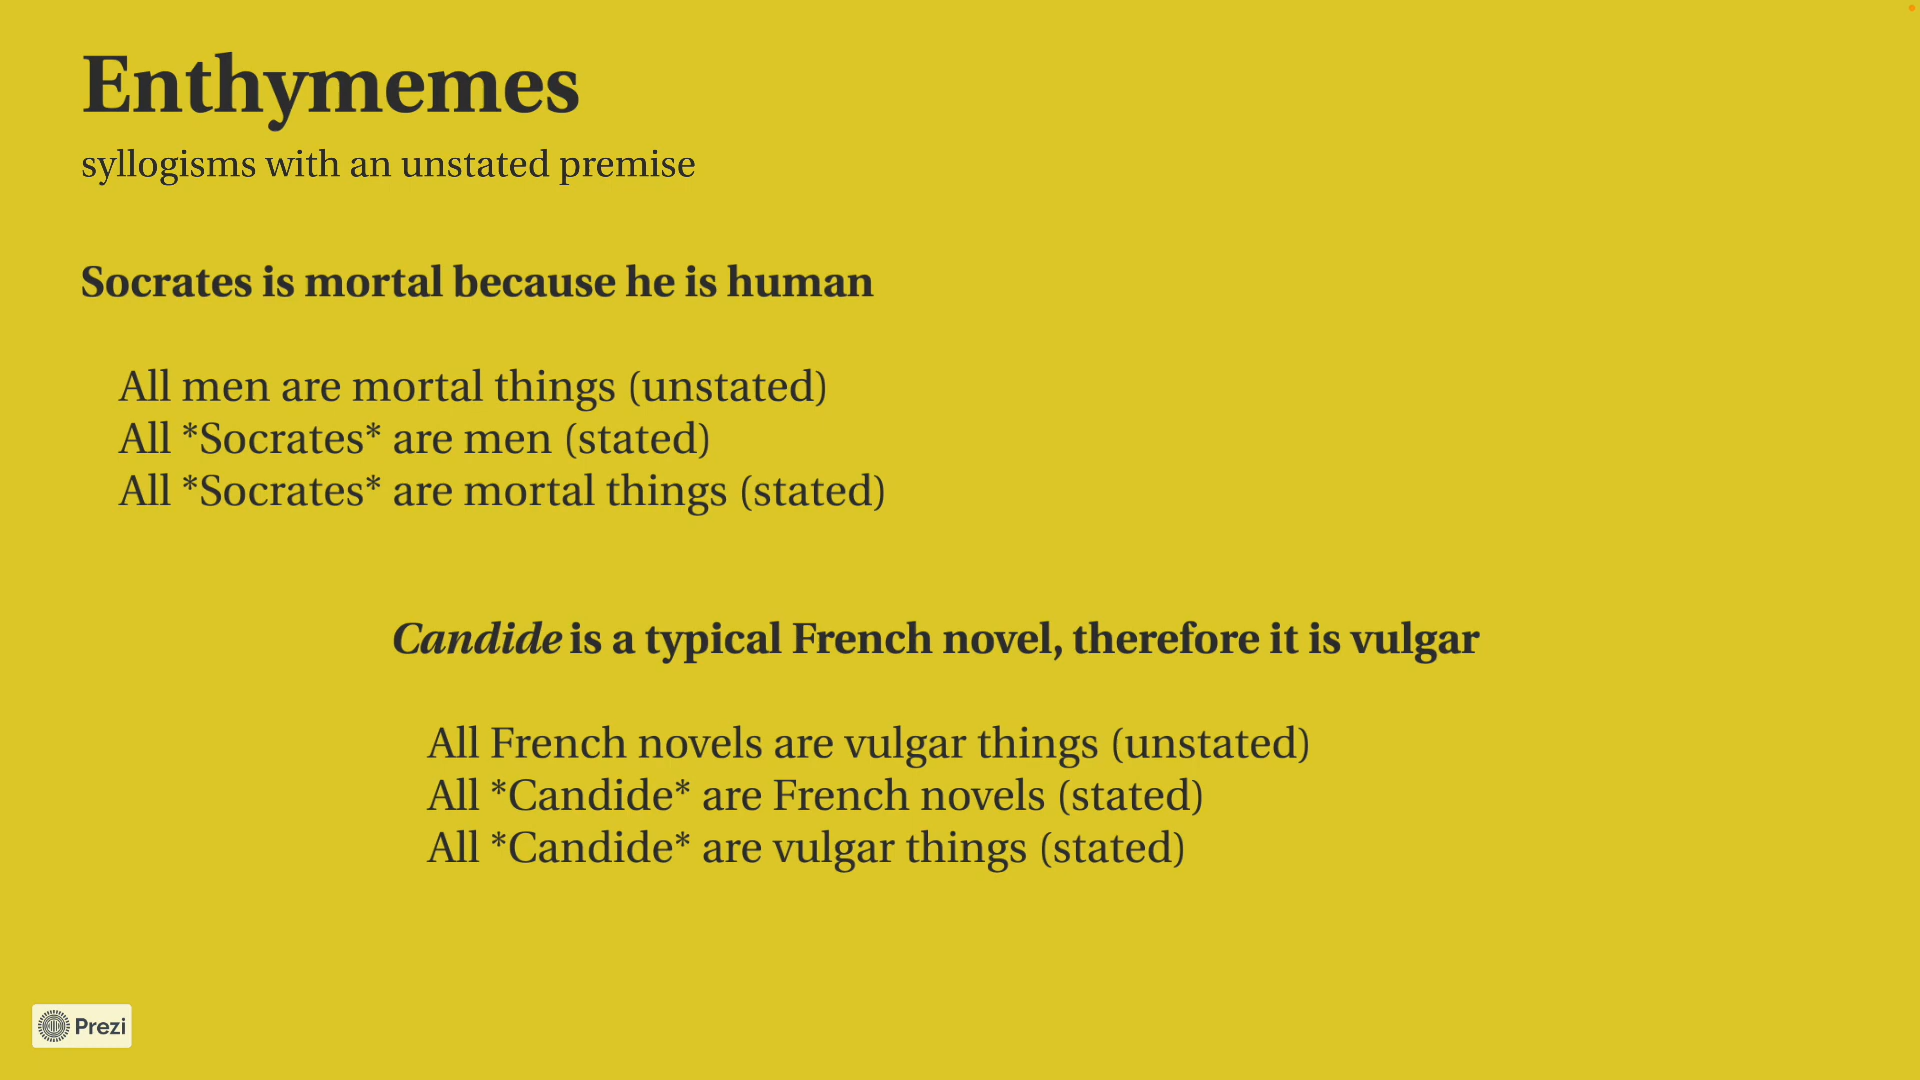 Enthymemes
syllogisms with an unstated premise
Socrates is mortal because he is human
All men are mortal things (unstated)
All *Socrates* are men (stated)
All *Socrates* are mortal things (stated)
Candide is a typical French novel, therefore it is vulgar
All French novels are vulgar things (unstated)
All *Candide* are French novels (stated)
All *Candide* are vulgar things (stated)
Prezi